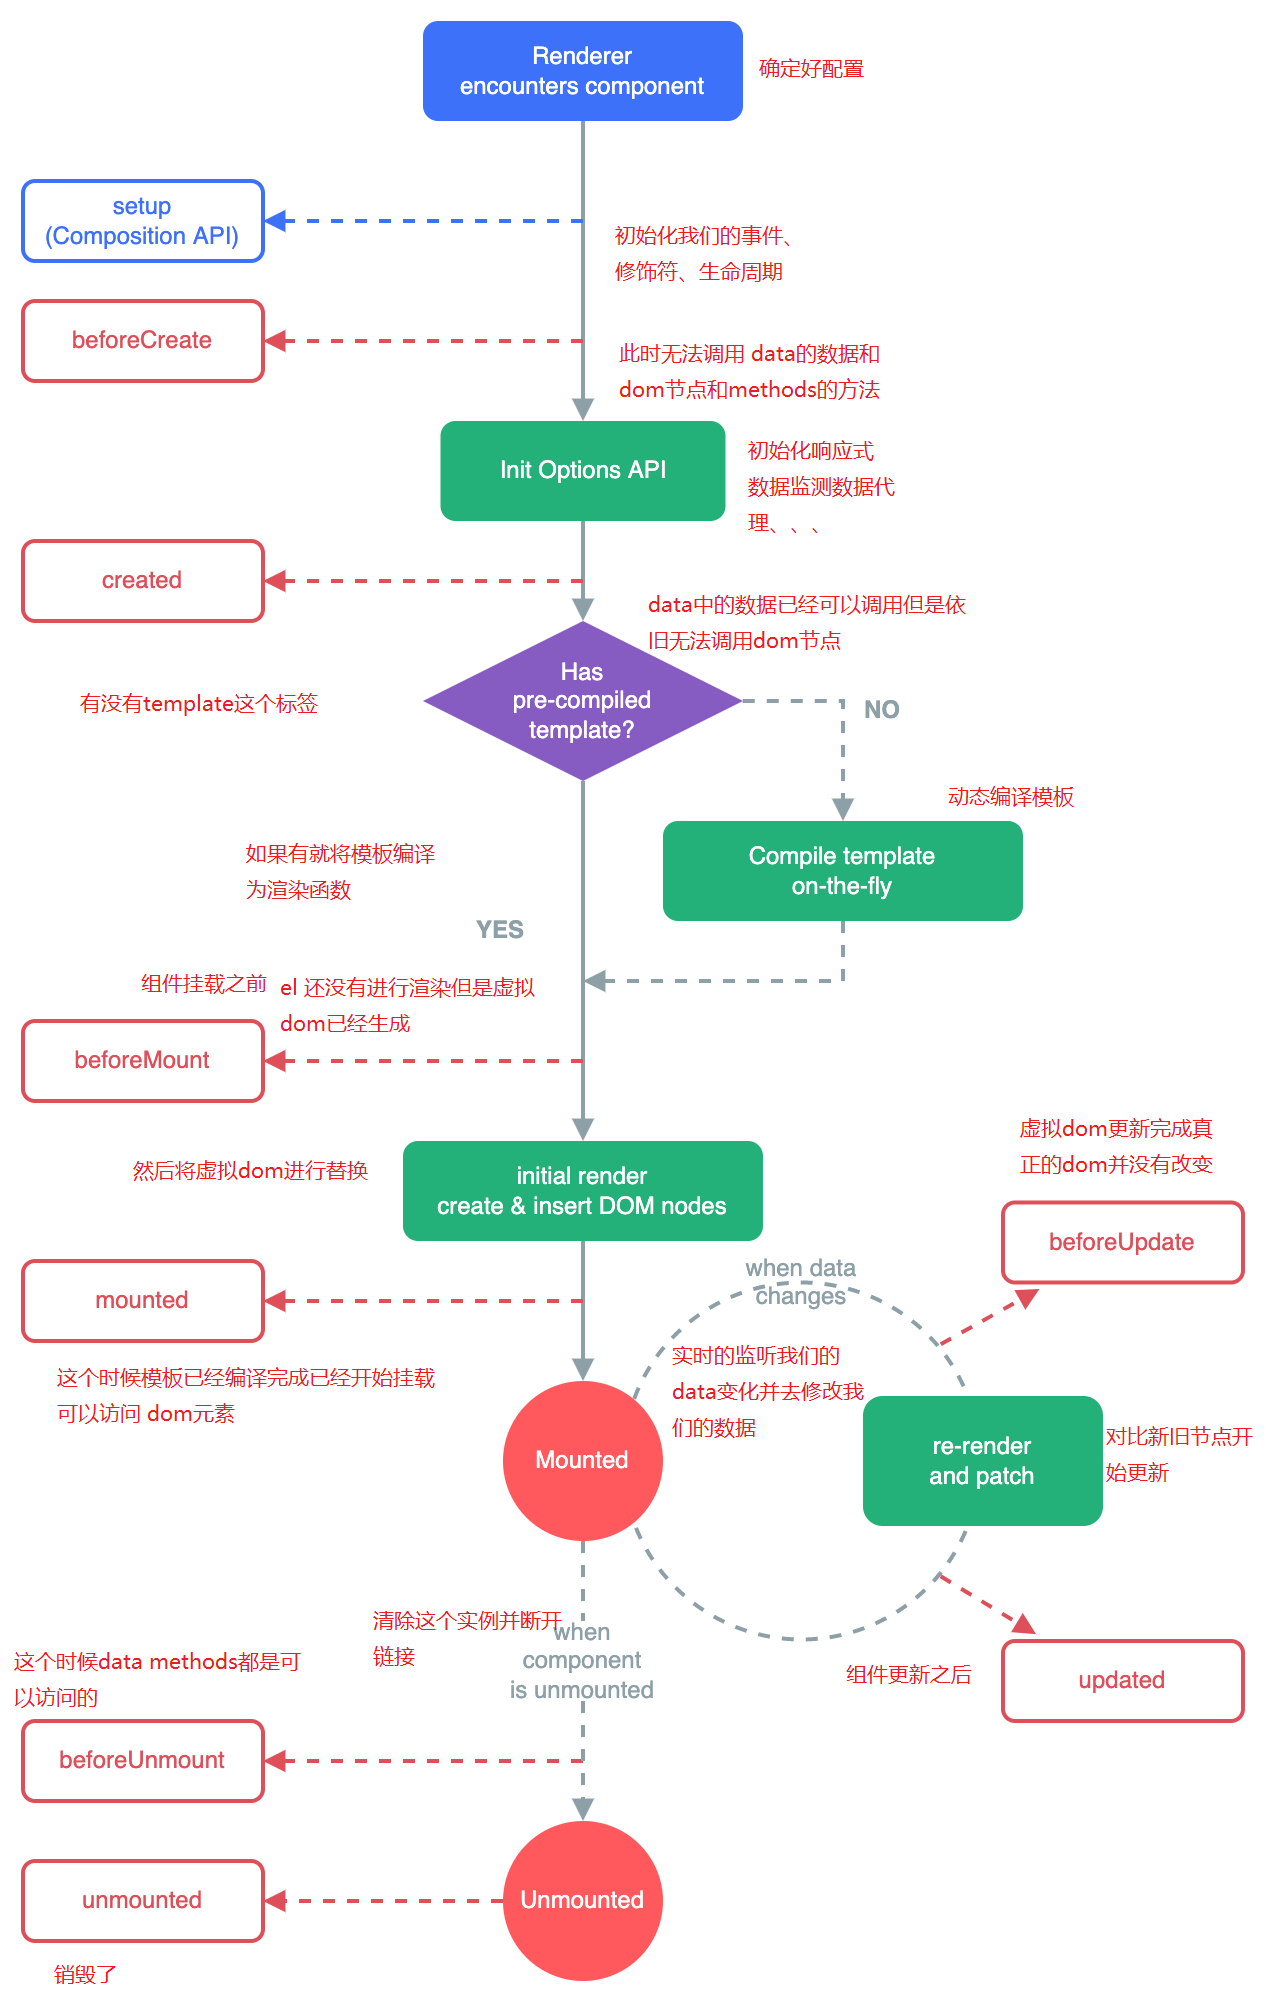 Renderer
encounters component
确定好配置
setup
(Composition API)
初始化我们的事件、
修饰符、生命周期
beforeCreate
此时无法调用 data的数据和
dom节点和methods的方法
Init Options API
初始化响应式
数据监测数据代
理、、、
created
data中的数据已经可以调用但是依
旧无法调用dom节点
Has
pre-compiled
template?
有没有template这个标签
NO
动态编译模板
Compile template
on-the-fly
如果有就将模板编译
为渲染函数
YES
组件挂载之前
el 还没有进行渲染但是虚拟
dom已经生成
beforeMount
然后将虚拟dom进行替换
initial render
create & insert DOM nodes
虚拟dom更新完成真
正的dom并没有改变
beforeUpdate
mounted
when data
changes
这个时候模板已经编译完成已经开始挂载
可以访问 dom元素
实时的监听我们的
data变化并去修改我
们的数据
Mounted
re-render
and patch
对比新旧节点开
始更新
清除这个实例并断开
链接
when
component
is unmounted
这个时候data methods都是可
以访问的
组件更新之后
updated
beforeUnmount
unmounted
Unmounted
销毁了